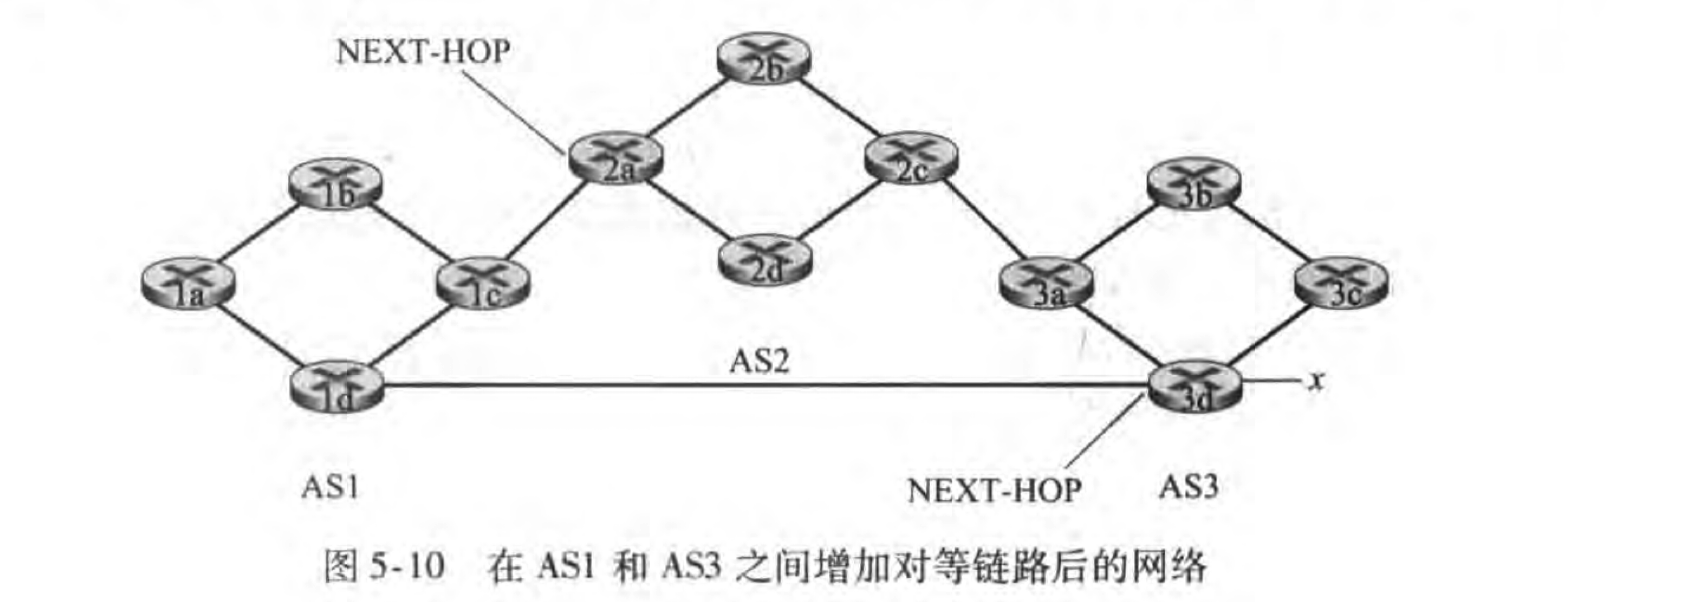 NEXT-HOP
2b
2a
2c
1b
3b
2d
1a
1c
3a
3c
AS2
1d
3d
x
AS1
NEXT-HOP
AS3
图 5-10 在 AS1 和 AS3 之间增加对等链路后的网络